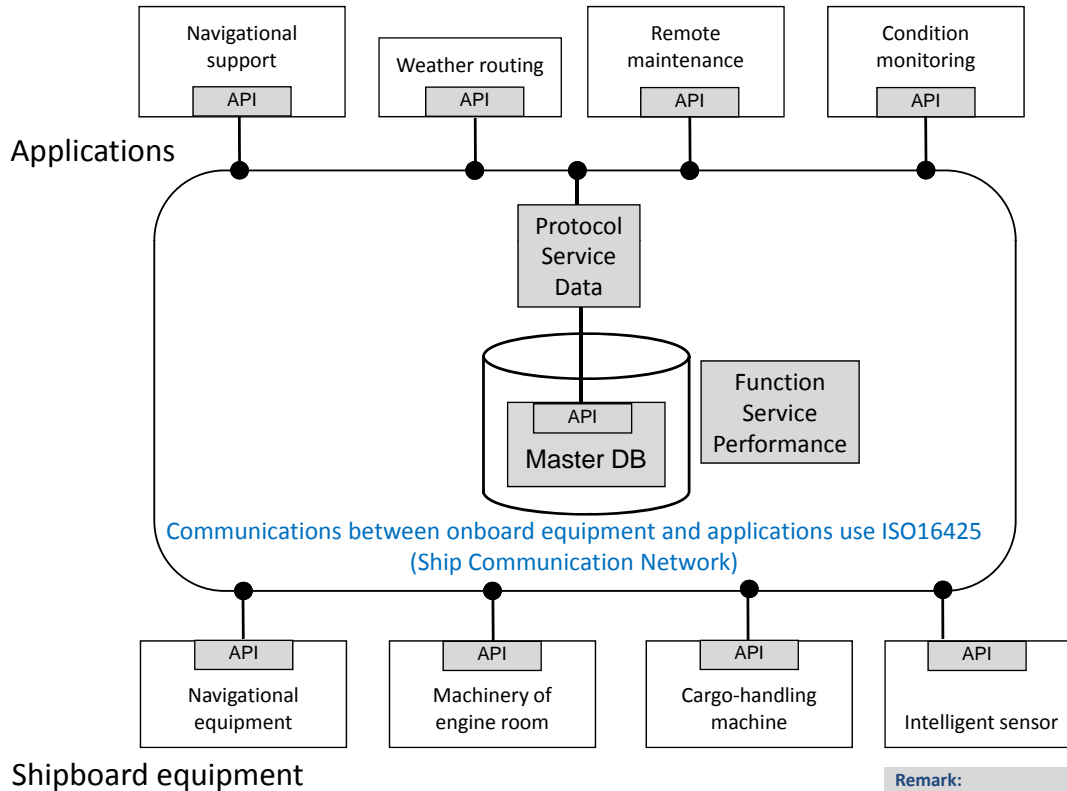 Navigational
support
API
Weather routing
API
Remote
maintenance
API
Condition
monitoring
API
Applications
Protocol
Service
Data
API
Master DB
Function
Service
Performance
Communications between onboard equipment and applications use ISO16425
(Ship Communication Network)
API
Navigational
equipment
API
Machinery of
engine room
API
Cargo-handling
machine
API
Intelligent sensor
Shipboard equipment
Remark: